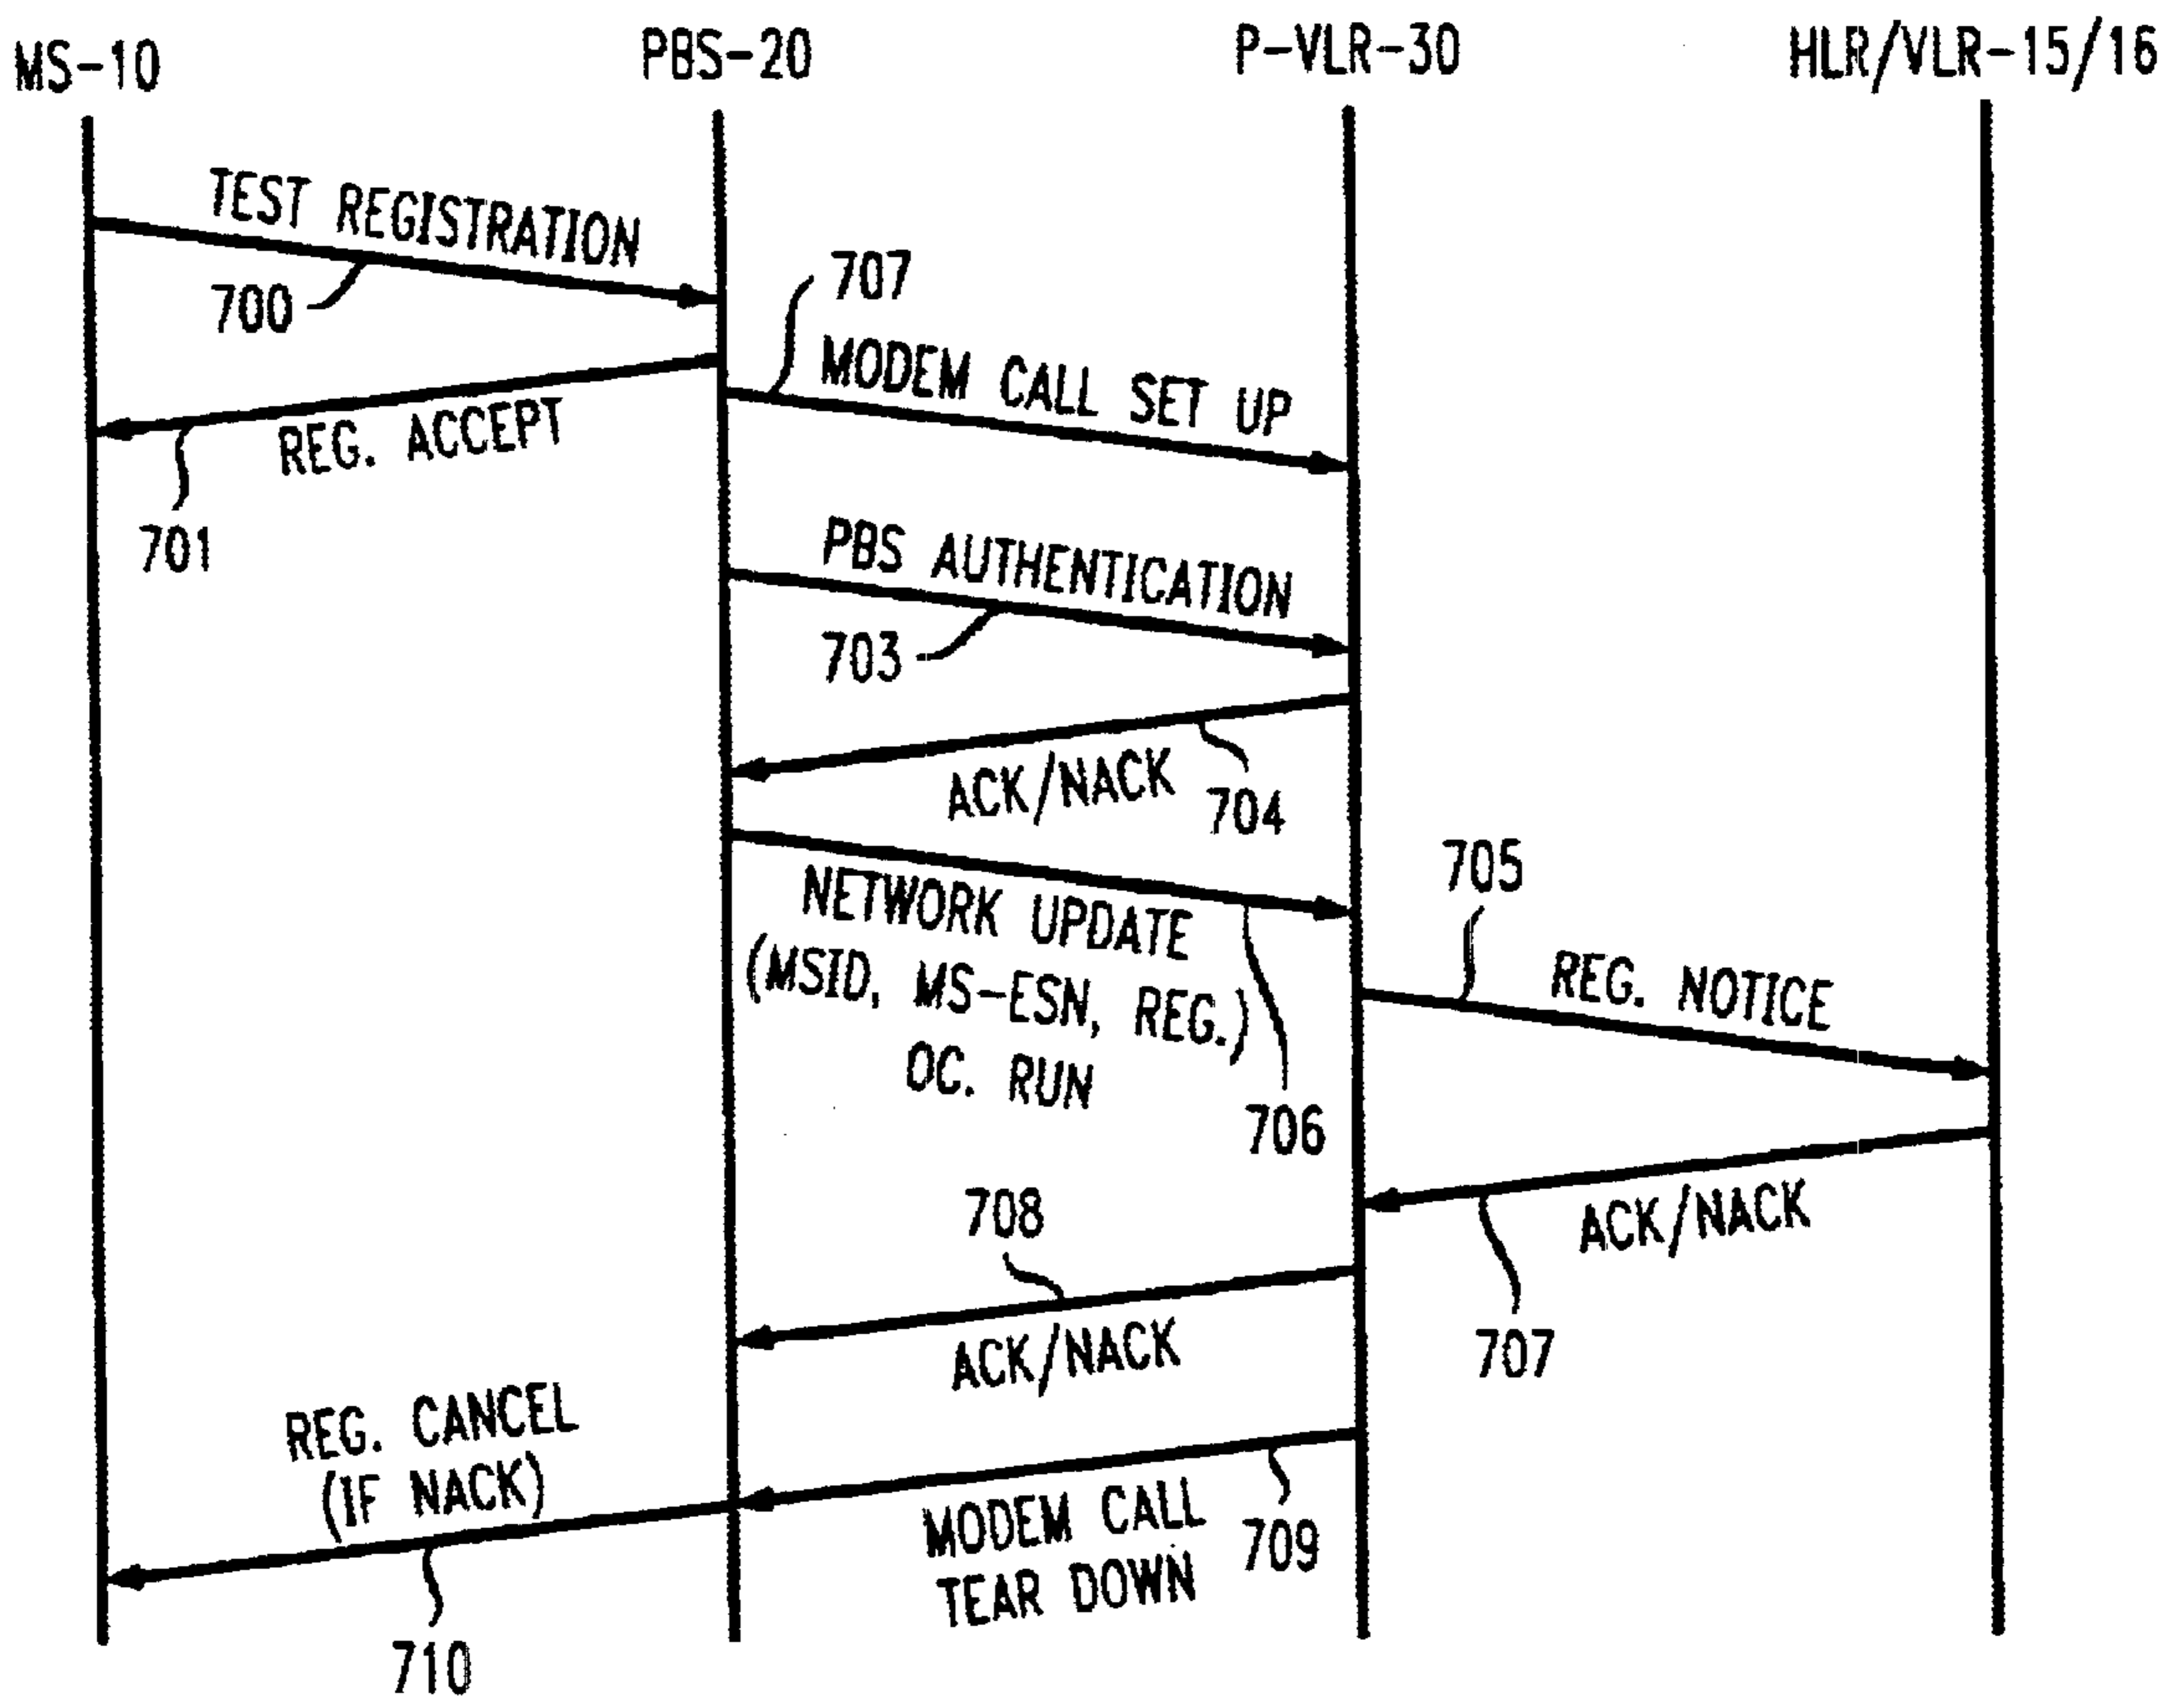 MS-10
PBS-20
P-VLR-30
HLR/VLR-15/16
TEST REGISTRATION
700
707
MODEM CALL SET UP
REG. ACCEPT
701
PBS AUTHENTICATION
703
ACK/NACK
704
NETWORK UPDATE
(MSID, MS-ESN, REG.)
OC. RUN
706
705
REG. NOTICE
ACK/NACK
707
708
ACK/NACK
REG. CANCEL
(IF NACK)
710
MODEM CALL
TEAR DOWN
709